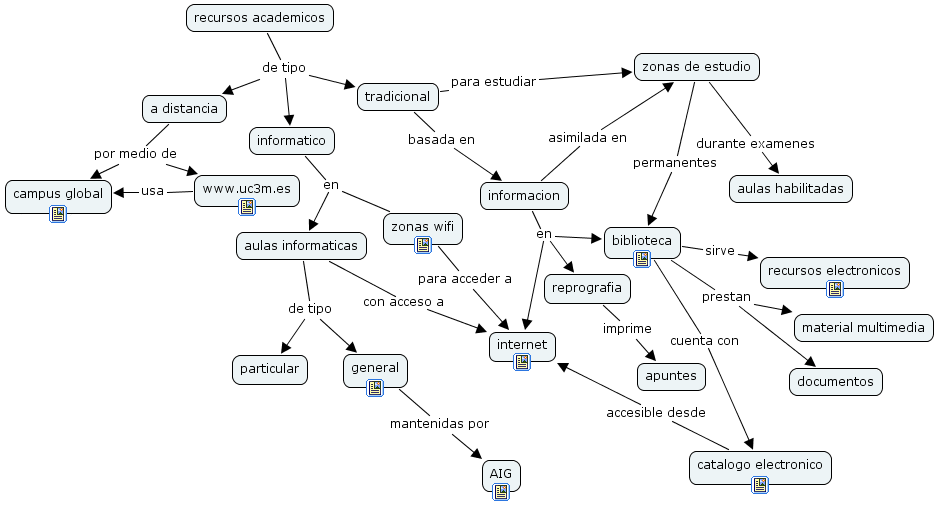 recursos academicos
de tipo
zonas de estudio
para estudiar
tradicional
a distancia
informatico
basada en
asimilada en
durante examenes
permanentes
por medio de
en
campus global
usa
www.uc3m.es
informacion
aulas habilitadas
zonas wifi
aulas informaticas
en
biblioteca
sirve
recursos electronicos
para acceder a
con acceso a
reprografia
prestan
de tipo
imprime
material multimedia
internet
cuenta con
particular
general
apuntes
documentos
accesible desde
mantenidas por
catalogo electronico
AIG